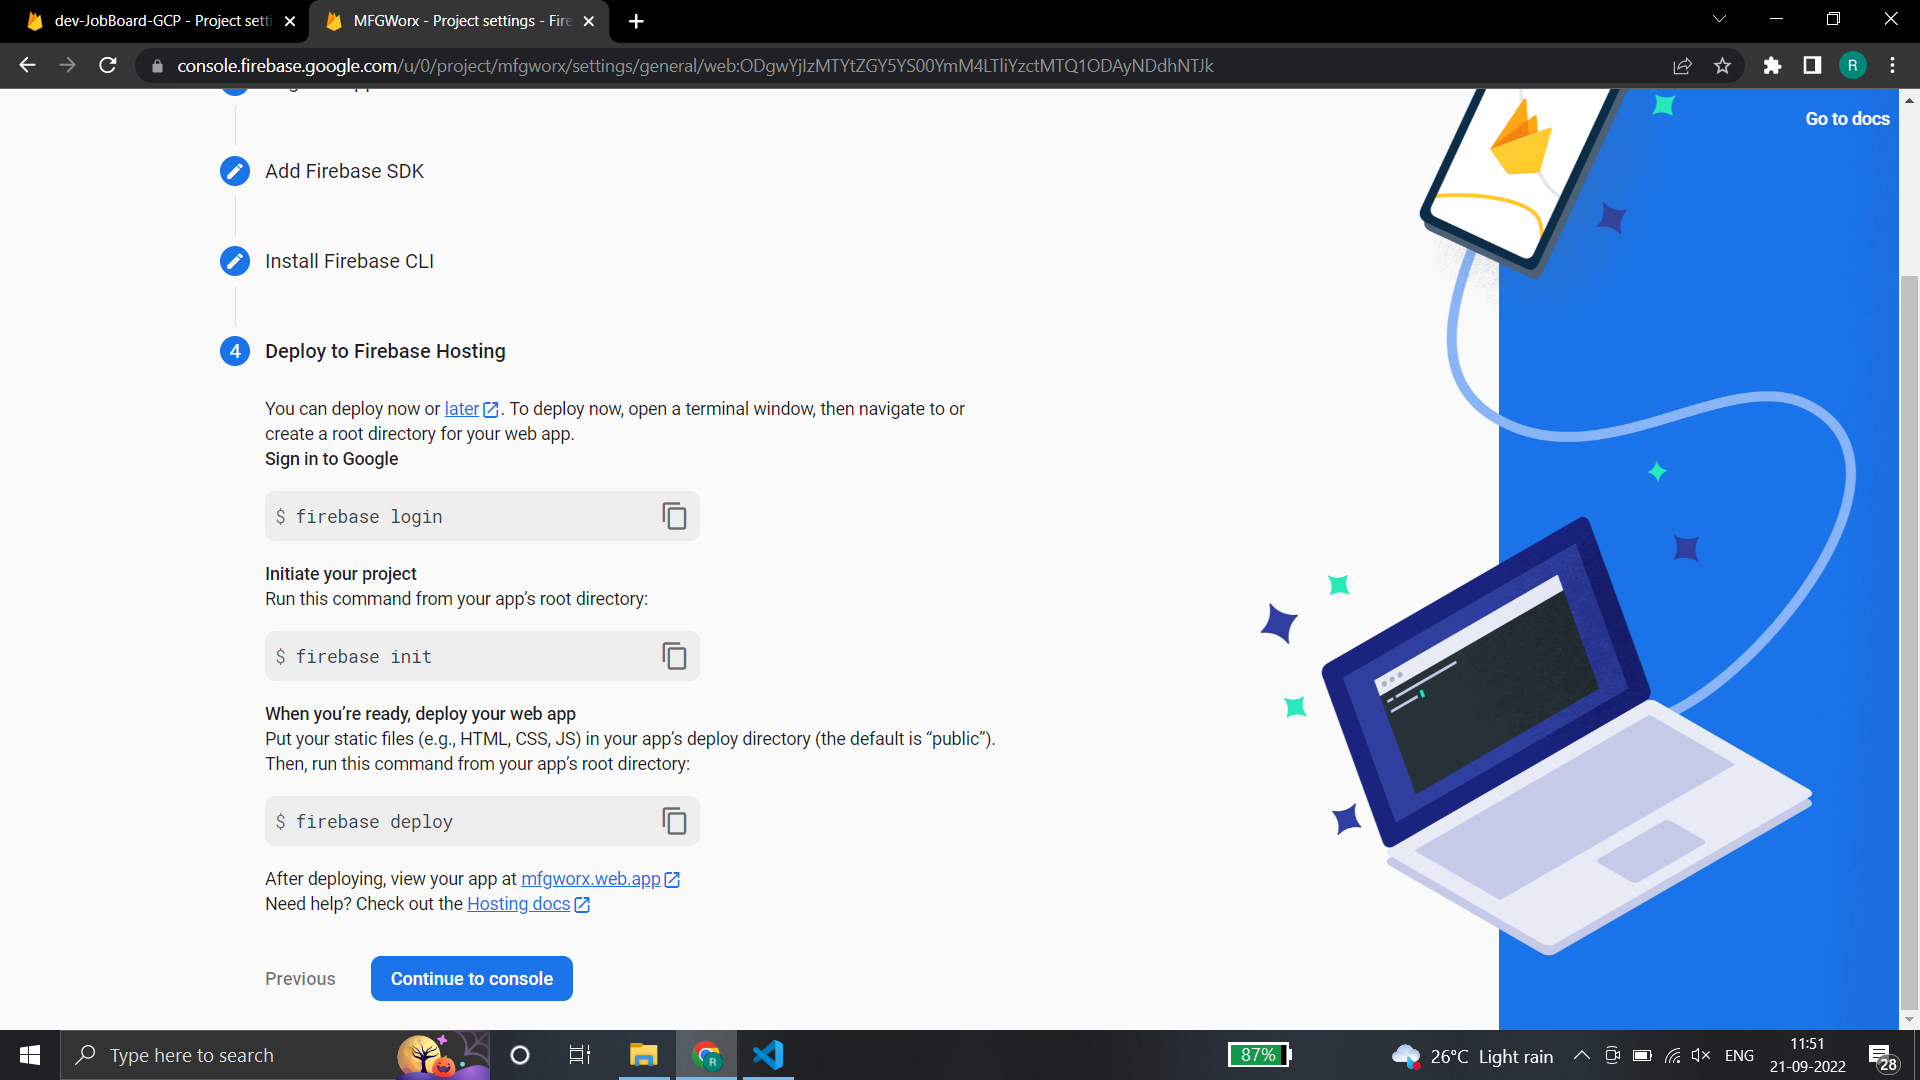 dev-JobBoard-GCP - Project setti
MFGWorx - Project settings - Fire
console.firebase.google.com/u/0/project/mfgworx/settings/general/web:ODgwYjIzMTYtZGY5YS00YmM4LTliYzctMTQ1ODAyNDdhNTJk
R
Go to docs
Add Firebase SDK
Install Firebase CLI
4 Deploy to Firebase Hosting
You can deploy now or later. To deploy now, open a terminal window, then navigate to or
create a root directory for your web app.
Sign in to Google
$ firebase login
Initiate your project
Run this command from your app’s root directory:
$ firebase init
When you’re ready, deploy your web app
Put your static files (e.g., HTML, CSS, JS) in your app’s deploy directory (the default is “public”).
Then, run this command from your app’s root directory:
$ firebase deploy
After deploying, view your app at mfgworx.web.app
Need help? Check out the Hosting docs
Previous
Continue to console
Type here to search
R
87%
26°C Light rain
ENG
11:51
21-09-2022
28